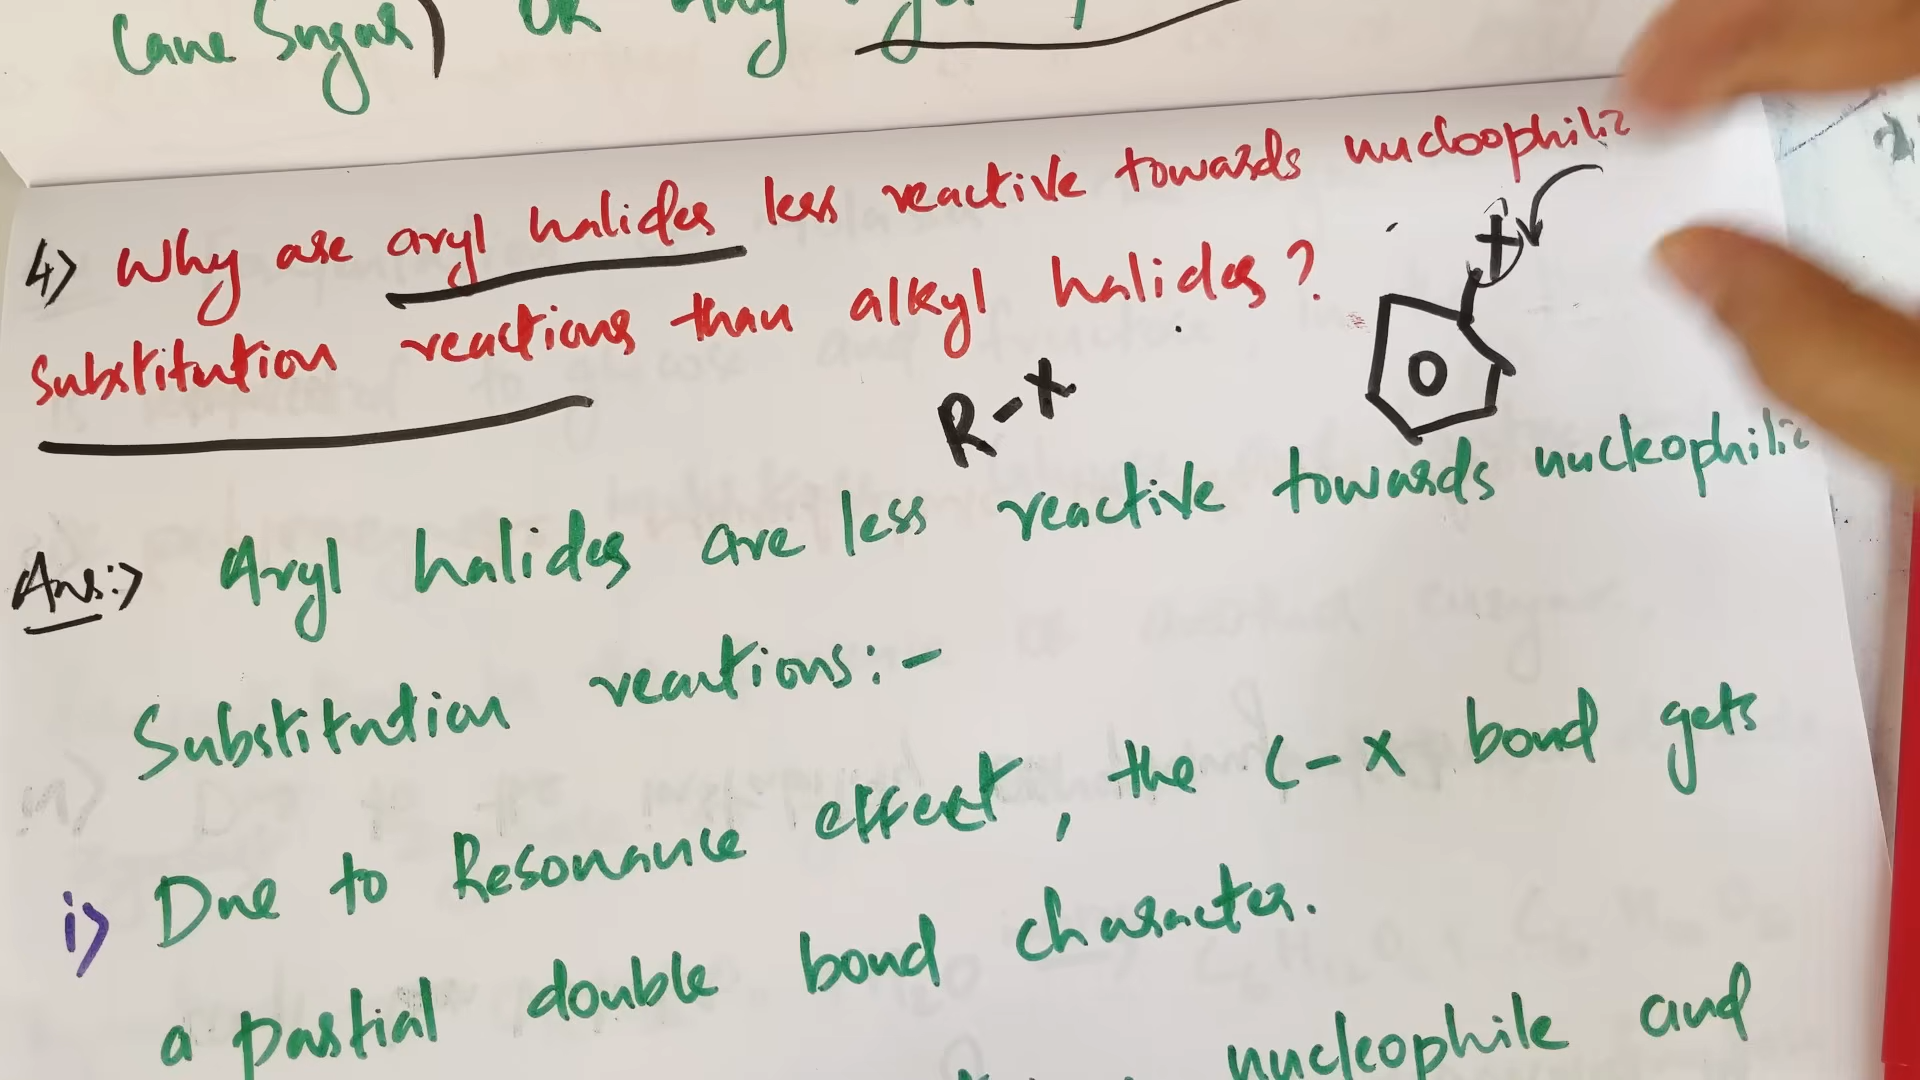 Cane Sugar) OR
4) Why are aryl halides less reactive towards nucloophilic
substitution reactions than alkyl halides?
R-X
X
Ans:> Aryl halides are less reactive towards nucleophilic
Substitution reactions:-
i) Due to Resonance effect, the C-X bond gets
a partial double bond character.
nucleophile and